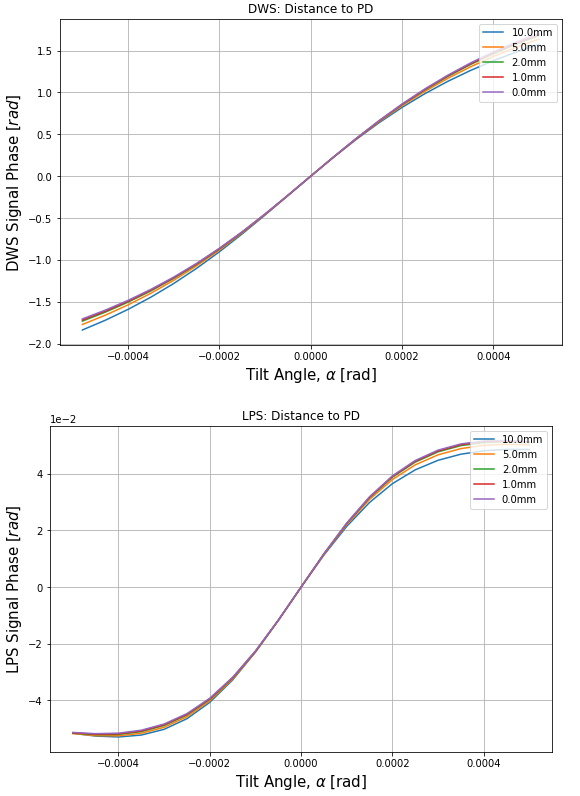 DWS: Distance to PD
DWS Signal Phase [rad]
1.5
1.0
0.5
0.0
−0.5
−1.0
−1.5
−2.0
10.0mm
5.0mm
2.0mm
1.0mm
0.0mm
−0.0004
−0.0002
0.0000
0.0002
0.0004
Tilt Angle, α [rad]
LPS: Distance to PD
1e−2
LPS Signal Phase [rad]
4
2
0
−2
−4
10.0mm
5.0mm
2.0mm
1.0mm
0.0mm
−0.0004
−0.0002
0.0000
0.0002
0.0004
Tilt Angle, α [rad]